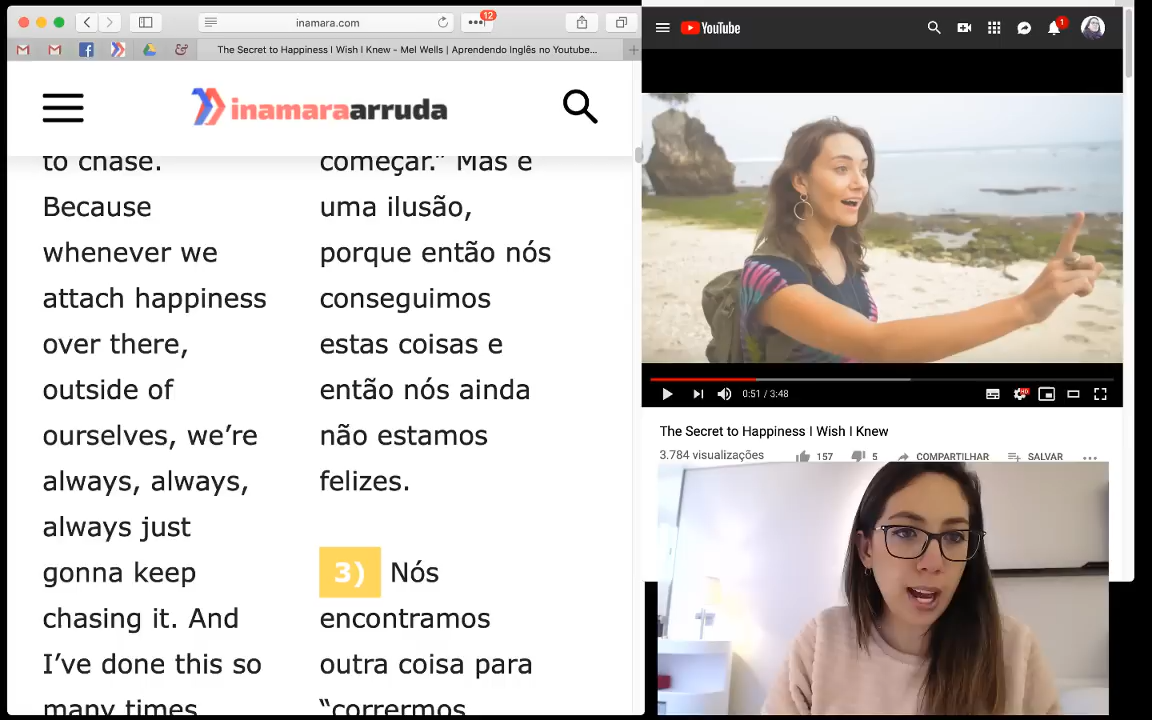 inamara.com
12
The Secret to Happiness I Wish I Knew - Mel Wells | Aprendendo Inglês no Youtube...
inamaraarruda
to chase.
Because
whenever we
attach happiness
over there,
outside of
ourselves, we’re
always, always,
always just
gonna keep
chasing it. And
I’ve done this so
many times
começar.” Mas é
uma ilusão,
porque então nós
conseguimos
estas coisas e
então nós ainda
não estamos
felizes.
3) Nós
encontramos
outra coisa para
“corrermos
YouTube
1
0:51 / 3:48
HD
The Secret to Happiness I Wish I Knew
3.784 visualizações
157
5
COMPARTILHAR
SALVAR